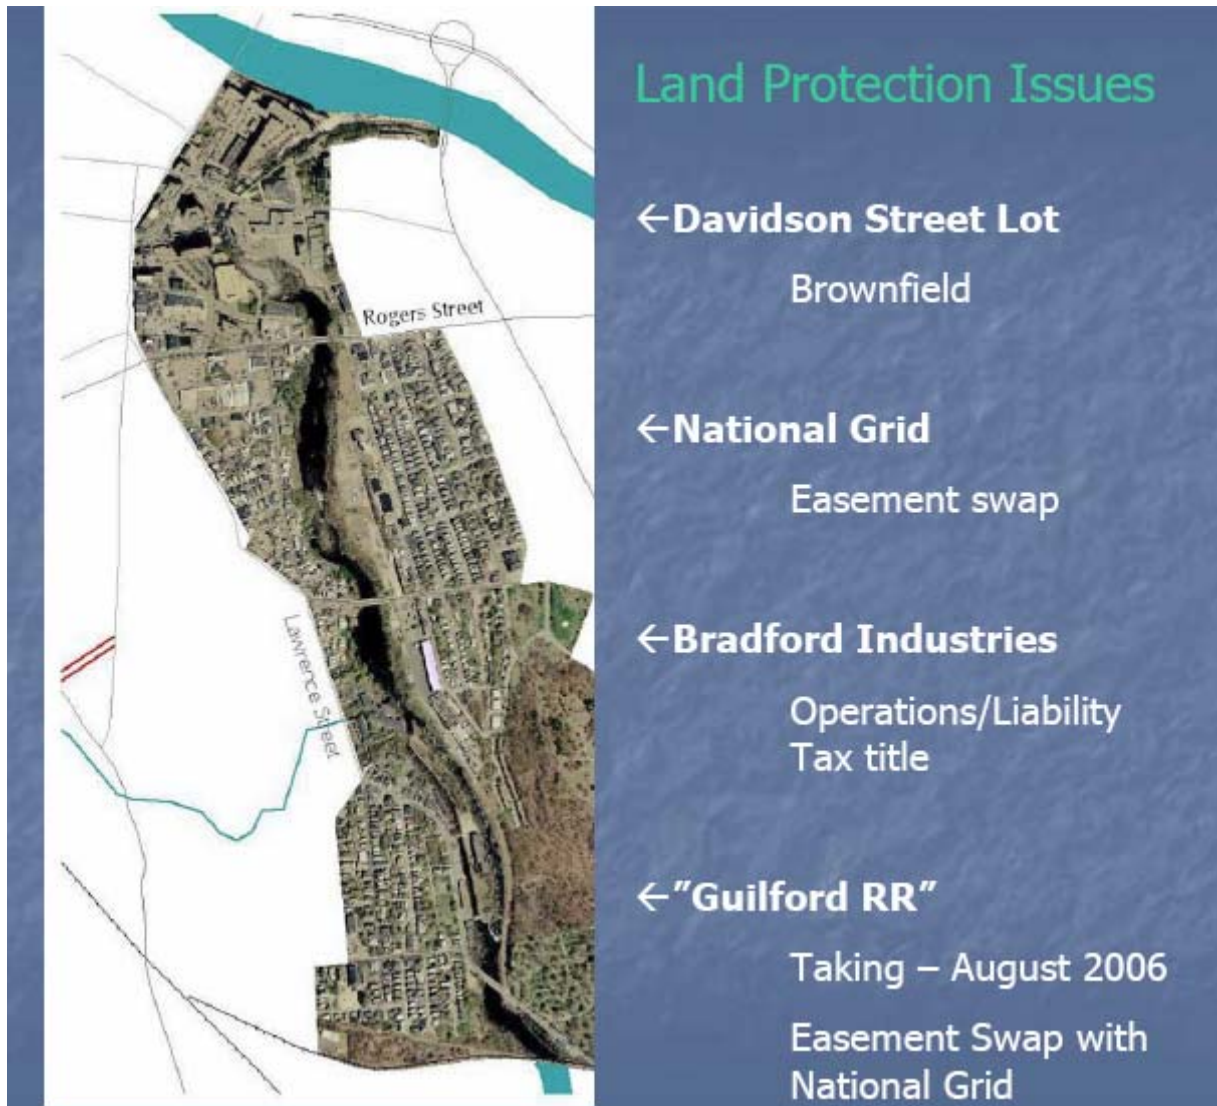 Land Protection Issues
←Davidson Street Lot
Brownfield
←National Grid
Easement swap
←Bradford Industries
Operations/Liability
Tax title
←"Guilford RR"
Taking – August 2006
Easement Swap with
National Grid
Rogers Street
Lawrence Street